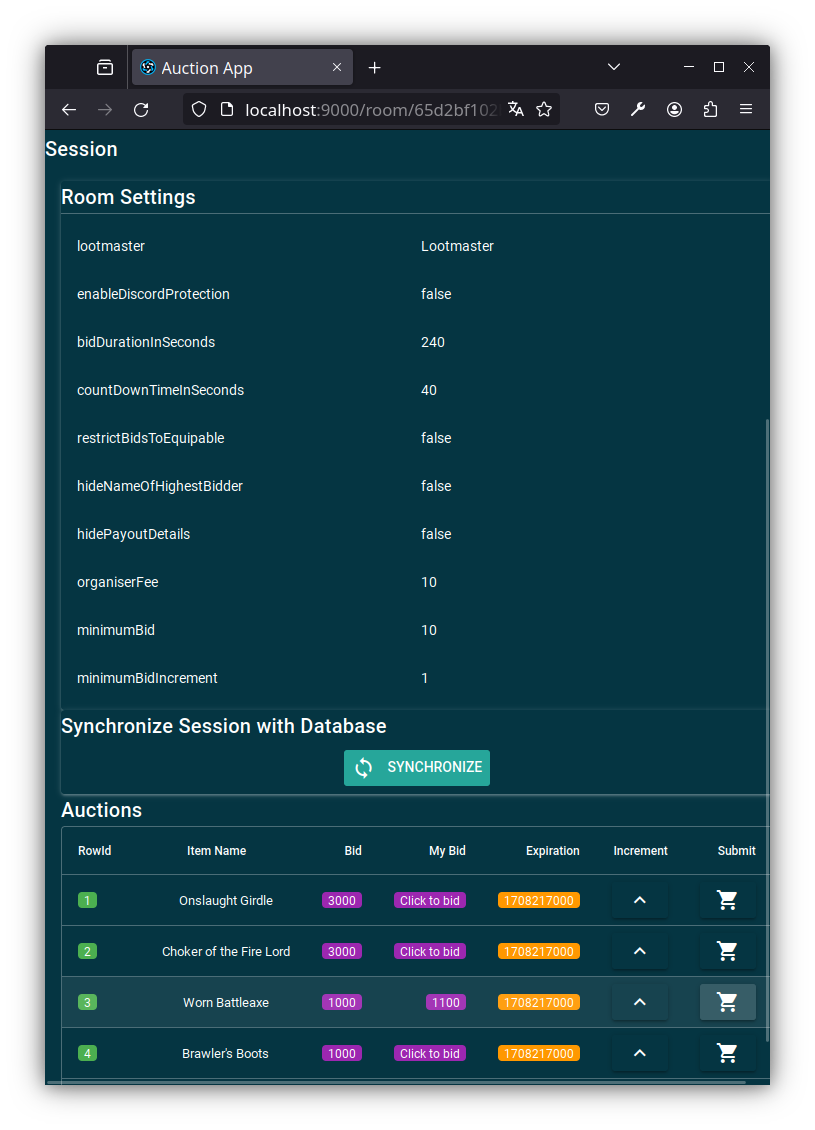 Auction App
localhost:9000/room/65d2bf102
Session
Room Settings
lootmaster Lootmaster
enableDiscordProtection false
bidDurationInSeconds 240
countDownTimeInSeconds 40
restrictBidsToEquipable false
hideNameOfHighestBidder false
hidePayoutDetails false
organiserFee 10
minimumBid 10
minimumBidIncrement 1
Synchronize Session with Database
SYNCHRONIZE
Auctions
RowId Item Name Bid My Bid Expiration Increment Submit
1 Onslaught Girdle 3000 Click to bid 1708217000
2 Choker of the Fire Lord 3000 Click to bid 1708217000
3 Worn Battleaxe 1000 1100 1708217000
4 Brawler's Boots 1000 Click to bid 1708217000